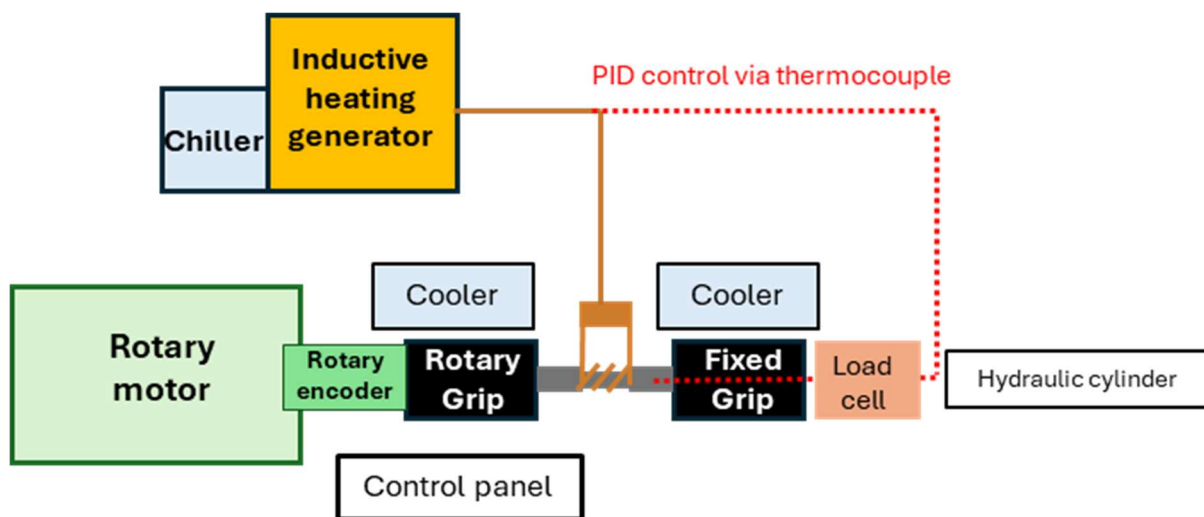 Inductive
heating
generator
Chiller
PID control via thermocouple
Cooler
Cooler
Rotary
motor
Rotary
encoder
Rotary
Grip
Fixed
Grip
Load
cell
Hydraulic cylinder
Control panel